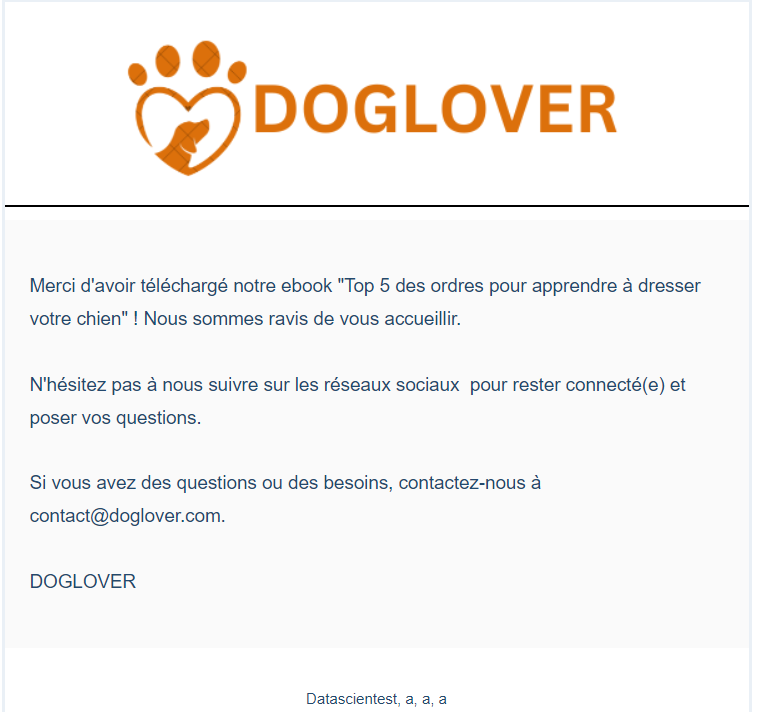 DOGLOVER
Merci d'avoir téléchargé notre ebook "Top 5 des ordres pour apprendre à dresser
votre chien" ! Nous sommes ravis de vous accueillir.
N'hésitez pas à nous suivre sur les réseaux sociaux  pour rester connecté(e) et
poser vos questions.
Si vous avez des questions ou des besoins, contactez-nous à
contact@doglover.com.
DOGLOVER
Datascientest, a, a, a